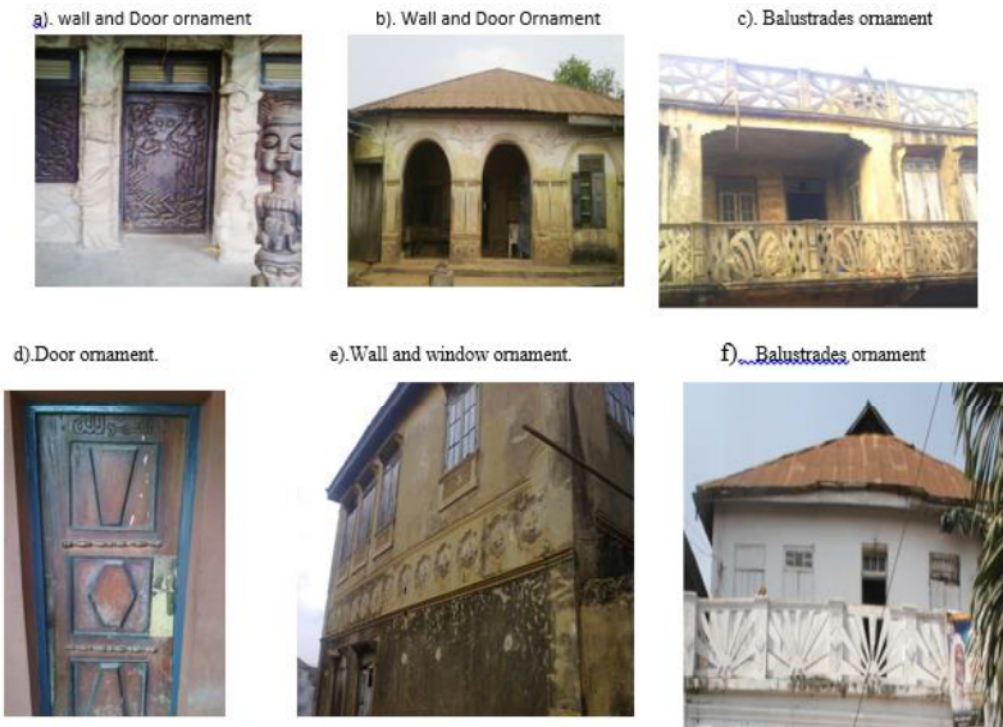 a). wall and Door ornament
b). Wall and Door Ornament
c). Balustrades ornament
d).Door ornament.
e).Wall and window ornament.
f). Balustrades ornament